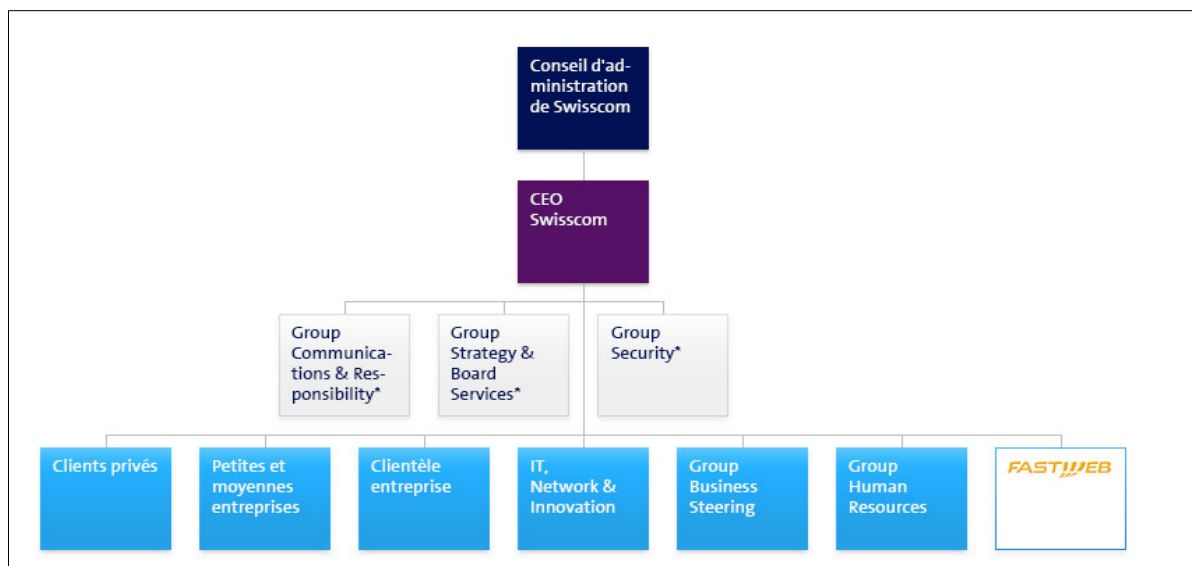 Conseil d'ad-
ministration
de Swisscom
CEO
Swisscom
Group
Communica-
tions & Res-
ponsibility*
Group
Strategy &
Board
Services*
Group
Security*
Clients privés
Petites et
moyennes
entreprises
Clientèle
entreprise
IT,
Network &
Innovation
Group
Business
Steering
Group
Human
Resources
FASTWEB